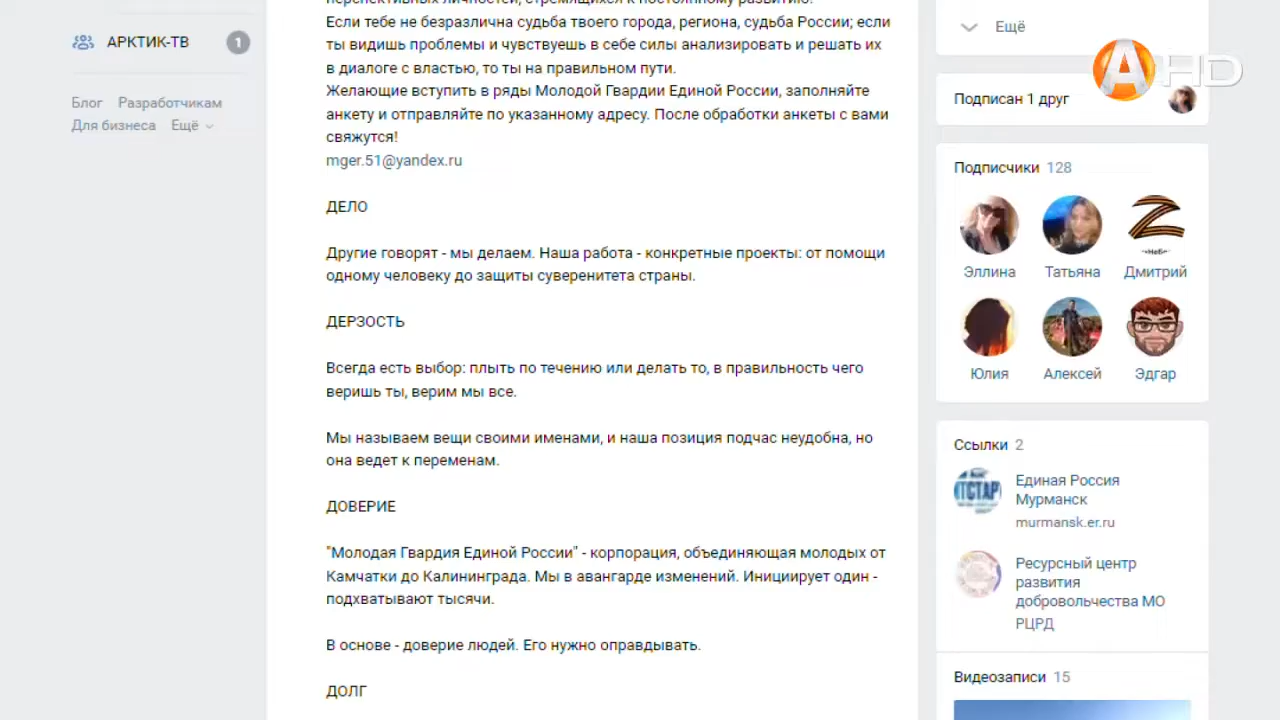 АРКТИК-ТВ
1
Блог Разработчикам
Для бизнеса Ещё
Если тебе не безразлична судьба твоего города, региона, судьба России; если
ты видишь проблемы и чувствуешь в себе силы анализировать и решать их
в диалоге с властью, то ты на правильном пути.
Желающие вступить в ряды Молодой Гвардии Единой России, заполняйте
анкету и отправляйте по указанному адресу. После обработки анкеты с вами
свяжутся!
mger.51@yandex.ru
ДЕЛО
Другие говорят - мы делаем. Наша работа - конкретные проекты: от помощи
одному человеку до защиты суверенитета страны.
ДЕРЗОСТЬ
Всегда есть выбор: плыть по течению или делать то, в правильность чего
веришь ты, верим мы все.
Мы называем вещи своими именами, и наша позиция подчас неудобна, но
она ведет к переменам.
ДОВЕРИЕ
"Молодая Гвардия Единой России" - корпорация, объединяющая молодых от
Камчатки до Калининграда. Мы в авангарде изменений. Инициирует один -
подхватывают тысячи.
В основе - доверие людей. Его нужно оправдывать.
ДОЛГ
Ещё
А HD
Подписан 1 друг
Подписчики 128
Эллина Татьяна Дмитрий
Юлия Алексей Эдгар
Ссылки 2
Единая Россия
Мурманск
murmansk.er.ru
Ресурсный центр
развития
добровольчества МО
РЦРД
Видеозаписи 15